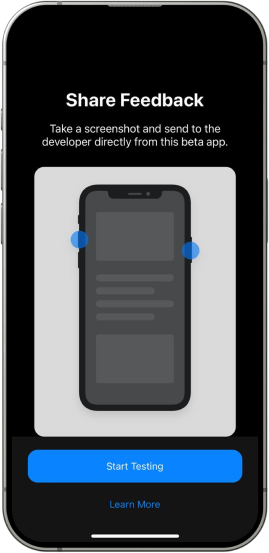 Share Feedback
Take a screenshot and send to the
developer directly from this beta app.
Start Testing
Learn More